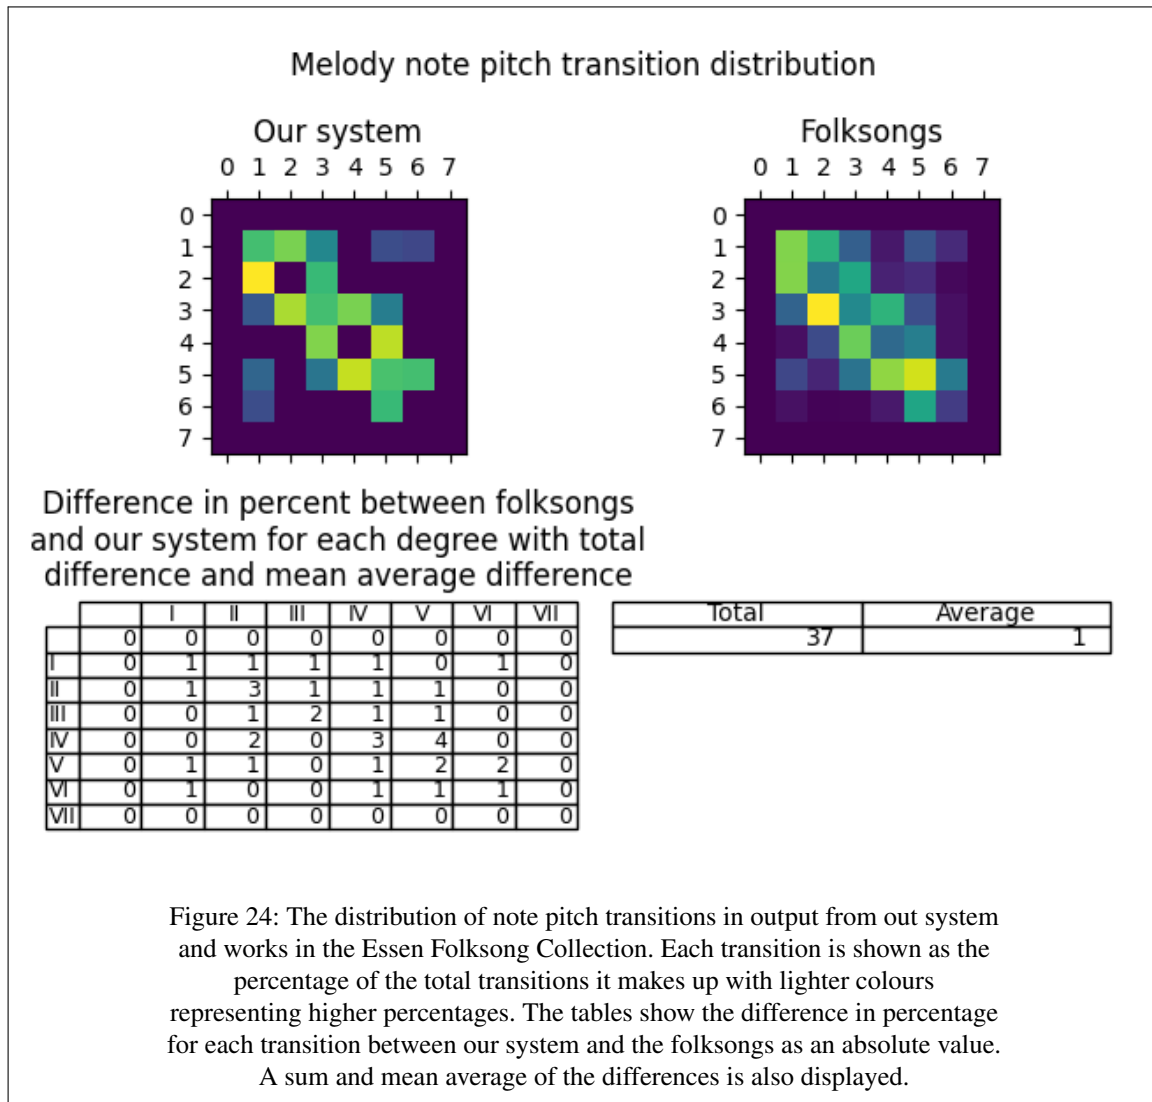 Melody note pitch transition distribution
Our system
0 1 2 3 4 5 6 7
0
1
2
3
4
5
6
7
Folksongs
0 1 2 3 4 5 6 7
0
1
2
3
4
5
6
7
Difference in percent between folksongs
and our system for each degree with total
difference and mean average difference
I II III IV V VI VII
0 0 0 0 0 0 0 0
I 0 1 1 1 1 0 1 0
II 0 1 3 1 1 1 0 0
III 0 0 1 2 1 1 0 0
IV 0 0 2 0 3 4 0 0
V 0 1 1 0 1 2 2 0
VI 0 1 0 0 1 1 1 0
VII 0 0 0 0 0 0 0 0
Total Average
37 1
Figure 24: The distribution of note pitch transitions in output from out system
and works in the Essen Folksong Collection. Each transition is shown as the
percentage of the total transitions it makes up with lighter colours
representing higher percentages. The tables show the difference in percentage
for each transition between our system and the folksongs as an absolute value.
A sum and mean average of the differences is also displayed.